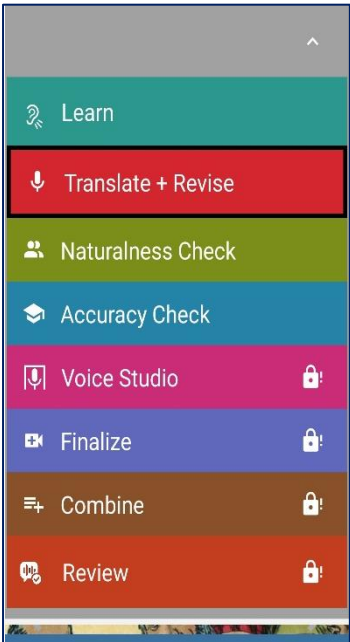 Learn
Translate + Revise
Naturalness Check
Accuracy Check
Voice Studio
Finalize
Combine
Review